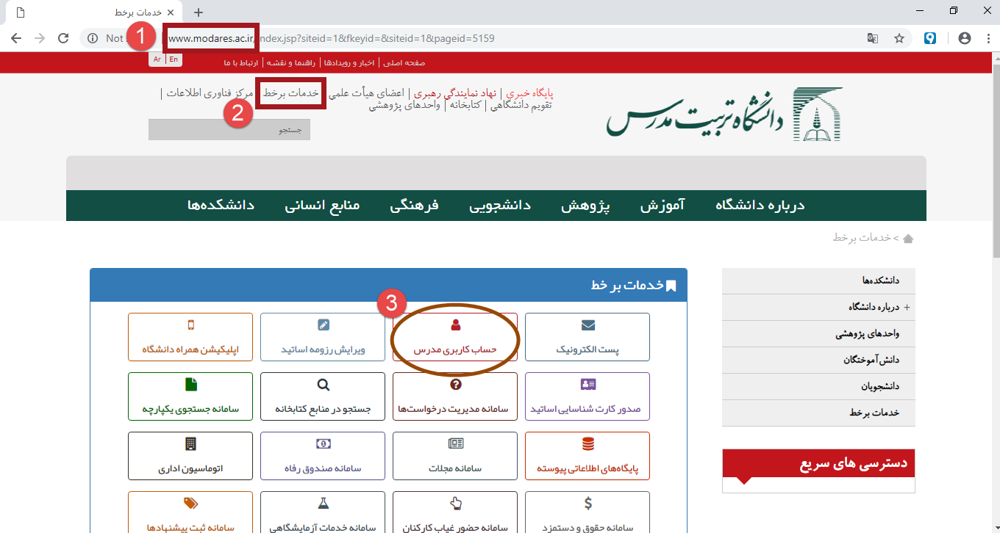 خدمات برخط
Not
1
www.modares.ac.ir/index.jsp?siteid=1&fkeyid=&siteid=1&pageid=5159
Ar | En
صفحه اصلی | اخبار و رویدادها | راهنما و نقشه | ارتباط با ما
پایگاه خبری | نهاد نمایندگی رهبری | اعضای هیأت علمی | خدمات برخط | مرکز فناوری اطلاعات |
تقویم دانشگاهی | کتابخانه | واحدهای پژوهشی
2
جستجو
دانشگاه تربیت مدرس
درباره دانشگاه آموزش پژوهش دانشجویی فرهنگی منابع انسانی دانشکده‌ها
> خدمات برخط
دانشکده‌ها
+ درباره دانشگاه
واحدهای پژوهشی
دانش آموختگان
دانشجویان
خدمات برخط
دسترسی های سریع
خدمات بر خط
3
پست الکترونیک
حساب کاربری مدرس
ویرایش رزومه اساتید
اپلیکیشن همراه دانشگاه
صدور کارت شناسایی اساتید
سامانه مدیریت درخواست‌ها
جستجو در منابع کتابخانه
سامانه جستجوی یکپارچه
پایگاه‌های اطلاعاتی پیوسته
سامانه مجلات
سامانه صندوق رفاه
اتوماسیون اداری
سامانه حقوق و دستمزد
سامانه حضور غیاب کارکنان
سامانه خدمات آزمایشگاهی
سامانه ثبت پیشنهادها